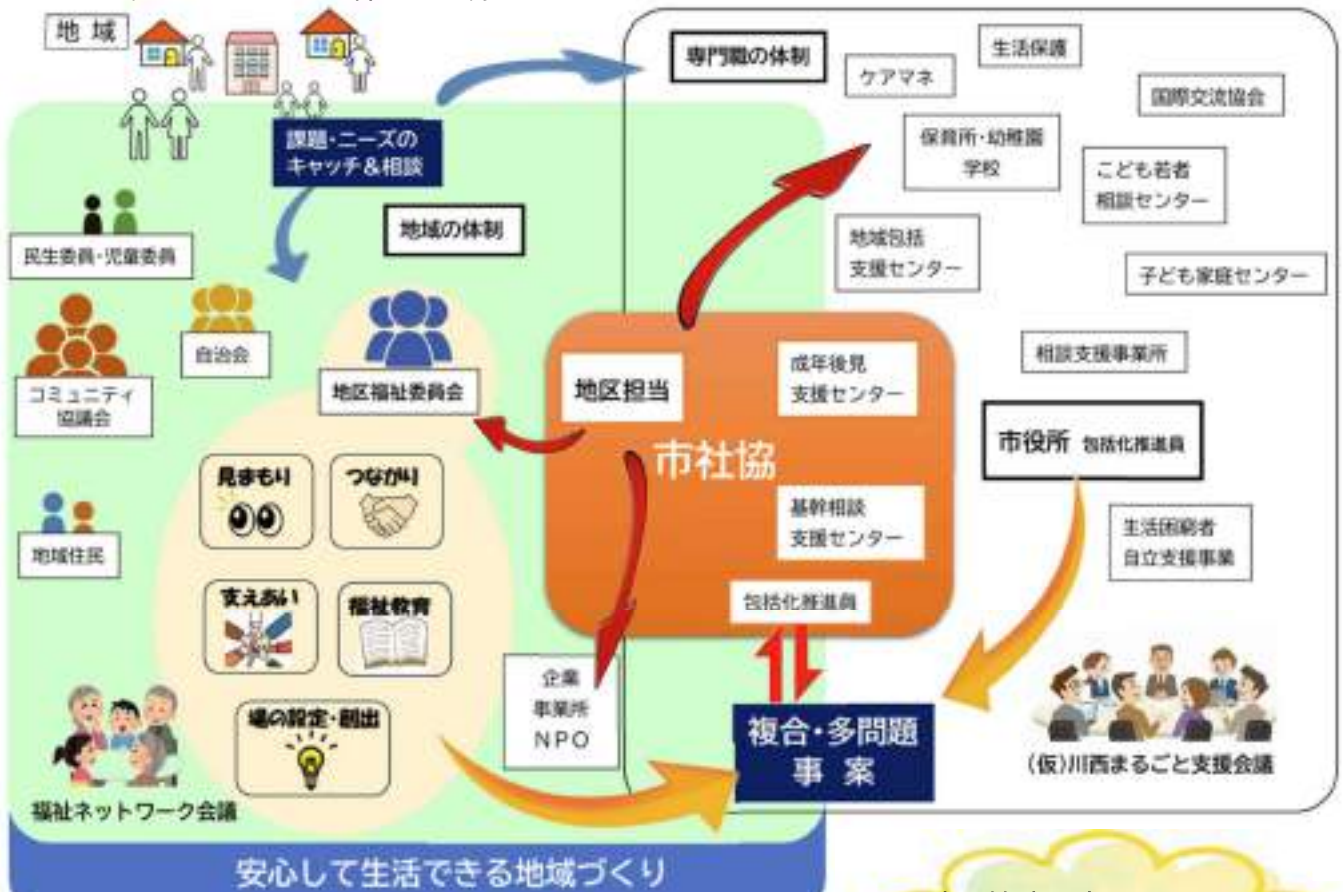 地域
専門職の体制
生活保護
ケアマネ
国際交流協会
課題・ニーズの
キャッチ&相談
保育所・幼稚園
学校
こども若者
相談センター
地域の体制
地域包括
支援センター
民生委員・児童委員
子ども家庭センター
自治会
相談支援事業所
コミュニティ
協議会
地区福祉委員会
地区担当
成年後見
支援センター
市社協
市役所 包括化推進員
見まもり
つながり
基幹相談
支援センター
生活困窮者
自立支援事業
地域住民
支えあい
福祉教育
包括化推進員
企業
事業所
NPO
場の設定・創出
複合・多問題
事案
(仮)川西まるごと支援会議
福祉ネットワーク会議
安心して生活できる地域づくり